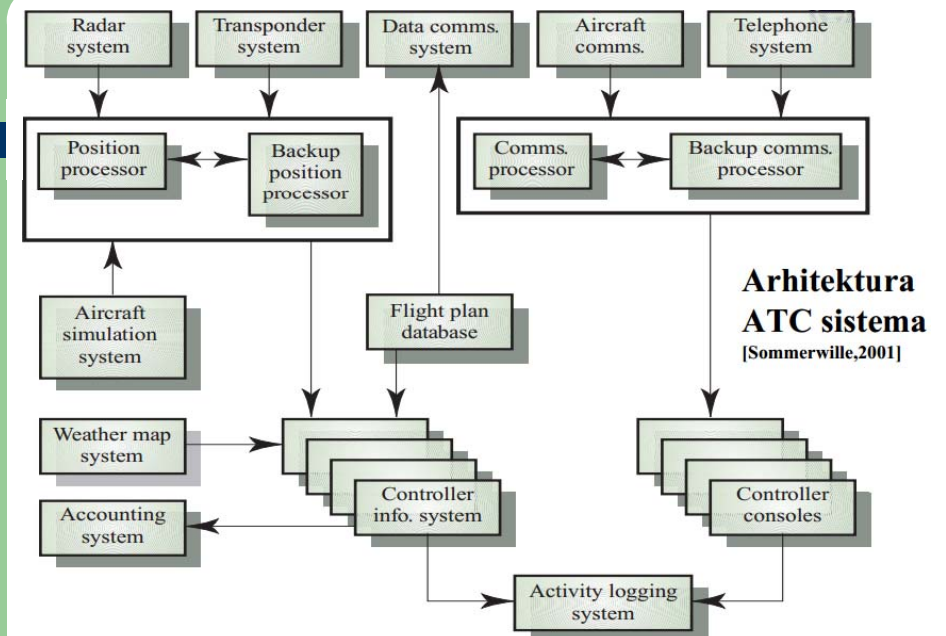 Radar
system
Transponder
system
Data comms.
system
Aircraft
comms.
Telephone
system
Position
processor
Backup
position
processor
Comms.
processor
Backup comms.
processor
Aircraft
simulation
system
Flight plan
database
Arhitektura
ATC sistema
[Sommerwille,2001]
Weather map
system
Accounting
system
Controller
info. system
Controller
consoles
Activity logging
system